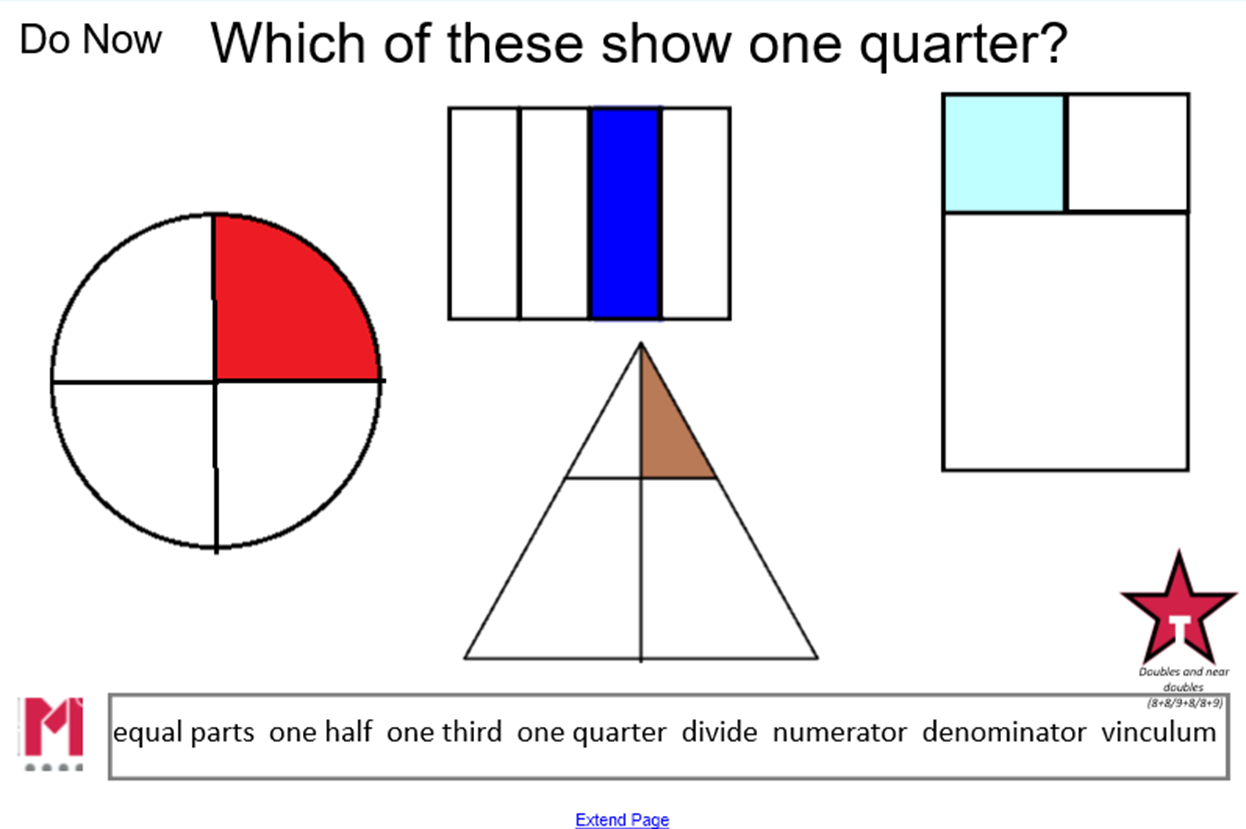 Do Now
Which of these show one quarter?
T
Doubles and near
doubles
(8+8/9+8/8+9)
M
equal parts one half one third one quarter divide numerator denominator vinculum
Extend Page